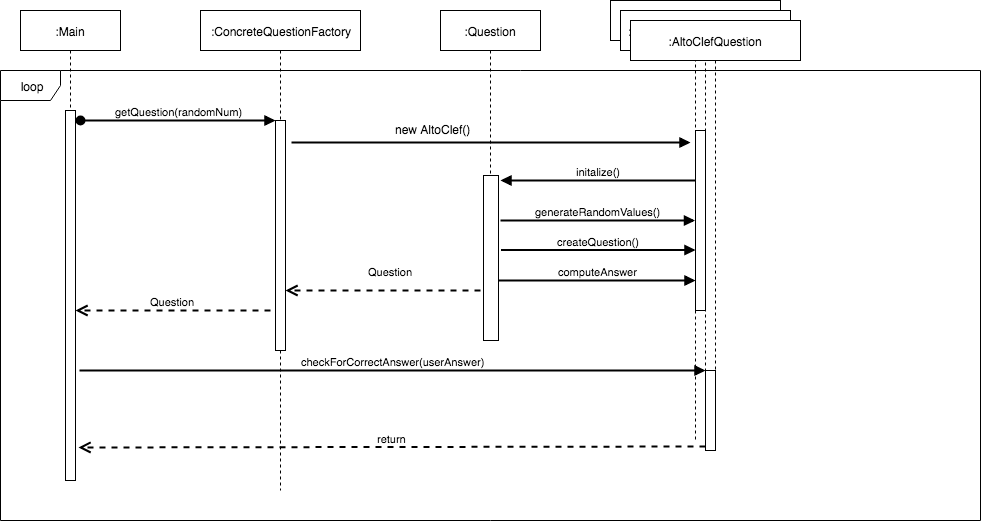 :Main
:ConcreteQuestionFactory
:Question
:AltoClefQuestion
loop
getQuestion(randomNum)
new AltoClef()
initalize()
generateRandomValues()
createQuestion()
Question
computeAnswer
Question
checkForCorrectAnswer(userAnswer)
return